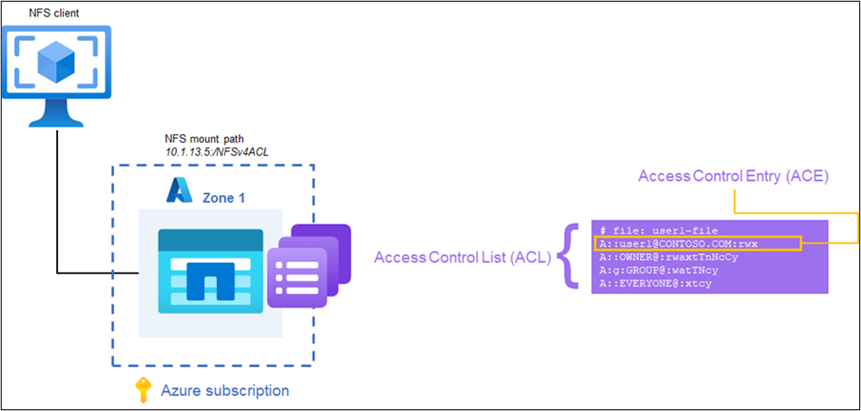 NFS client
NFS mount path
10.1.13.5:/NFSv4ACL
Zone 1
Azure subscription
Access Control Entry (ACE)
Access Control List (ACL)
# file: user1-file
A::user1@CONTOSO.COM:rwx
A::OWNER@:rwaxtTnNcCy
A:g:GROUP@:watTNcy
A::EVERYONE@:xtcy